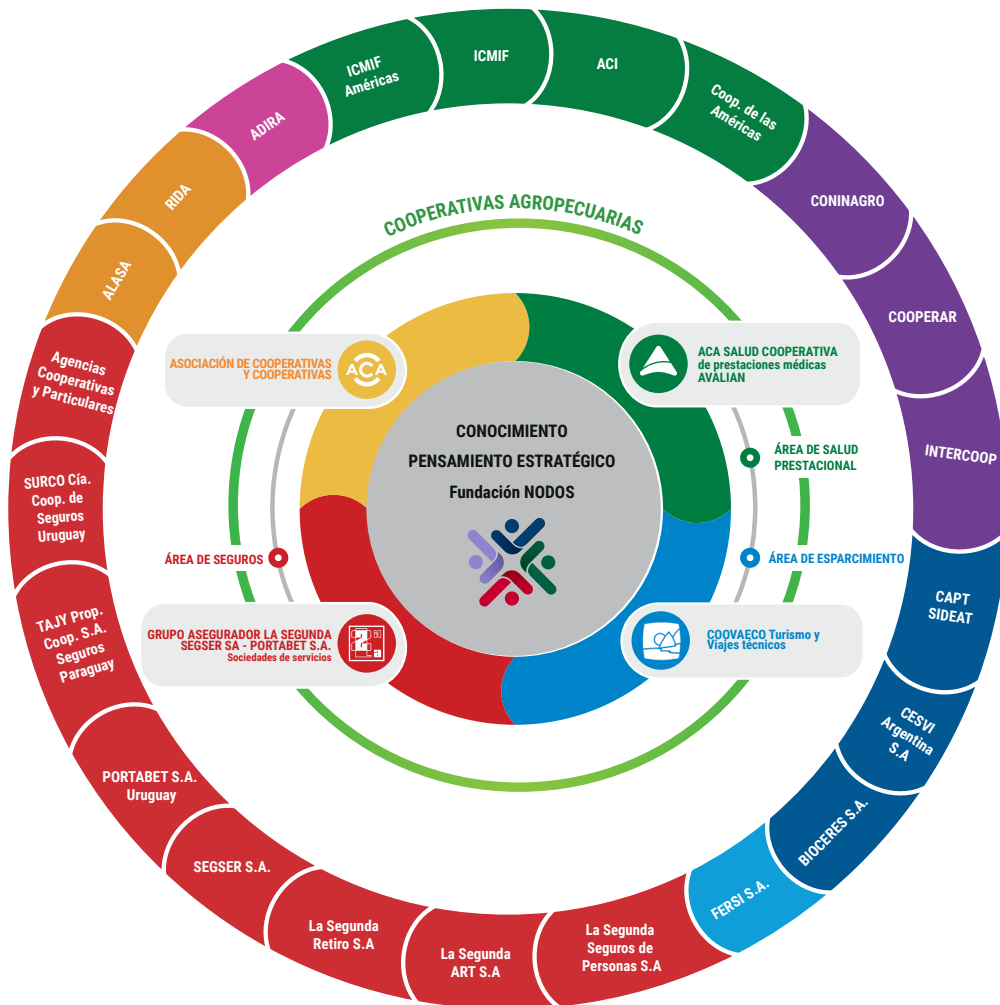 ICMIF
Américas
ICMIF
ACI
Coop. de las
Américas
CONINAGRO
COOPERAR
INTERCOOP
CAPT
SIDEAT
CESVI
Argentina
S.A
BIOCERES S.A.
FERSI S.A.
La Segunda
Seguros de
Personas S.A
La Segunda
ART S.A
La Segunda
Retiro S.A
SEGSER S.A.
PORTABET S.A.
Uruguay
TAJY Prop.
Coop. S.A.
Seguros
Paraguay
SURCO Cía.
Coop. de
Seguros
Uruguay
Agencias
Cooperativas
y Particulares
ALASA
RIDA
ADIRA
COOPERATIVAS AGROPECUARIAS
ASOCIACIÓN DE COOPERATIVAS
Y COOPERATIVAS
ACA
ACA SALUD COOPERATIVA
de prestaciones médicas
AVALIAN
CONOCIMIENTO
PENSAMIENTO ESTRATÉGICO
Fundación NODOS
ÁREA DE SALUD
PRESTACIONAL
ÁREA DE SEGUROS
ÁREA DE ESPARCIMIENTO
GRUPO ASEGURADOR LA SEGUNDA
SEGSER SA - PORTABET S.A.
Sociedades de servicios
COOVAECO Turismo y
Viajes técnicos